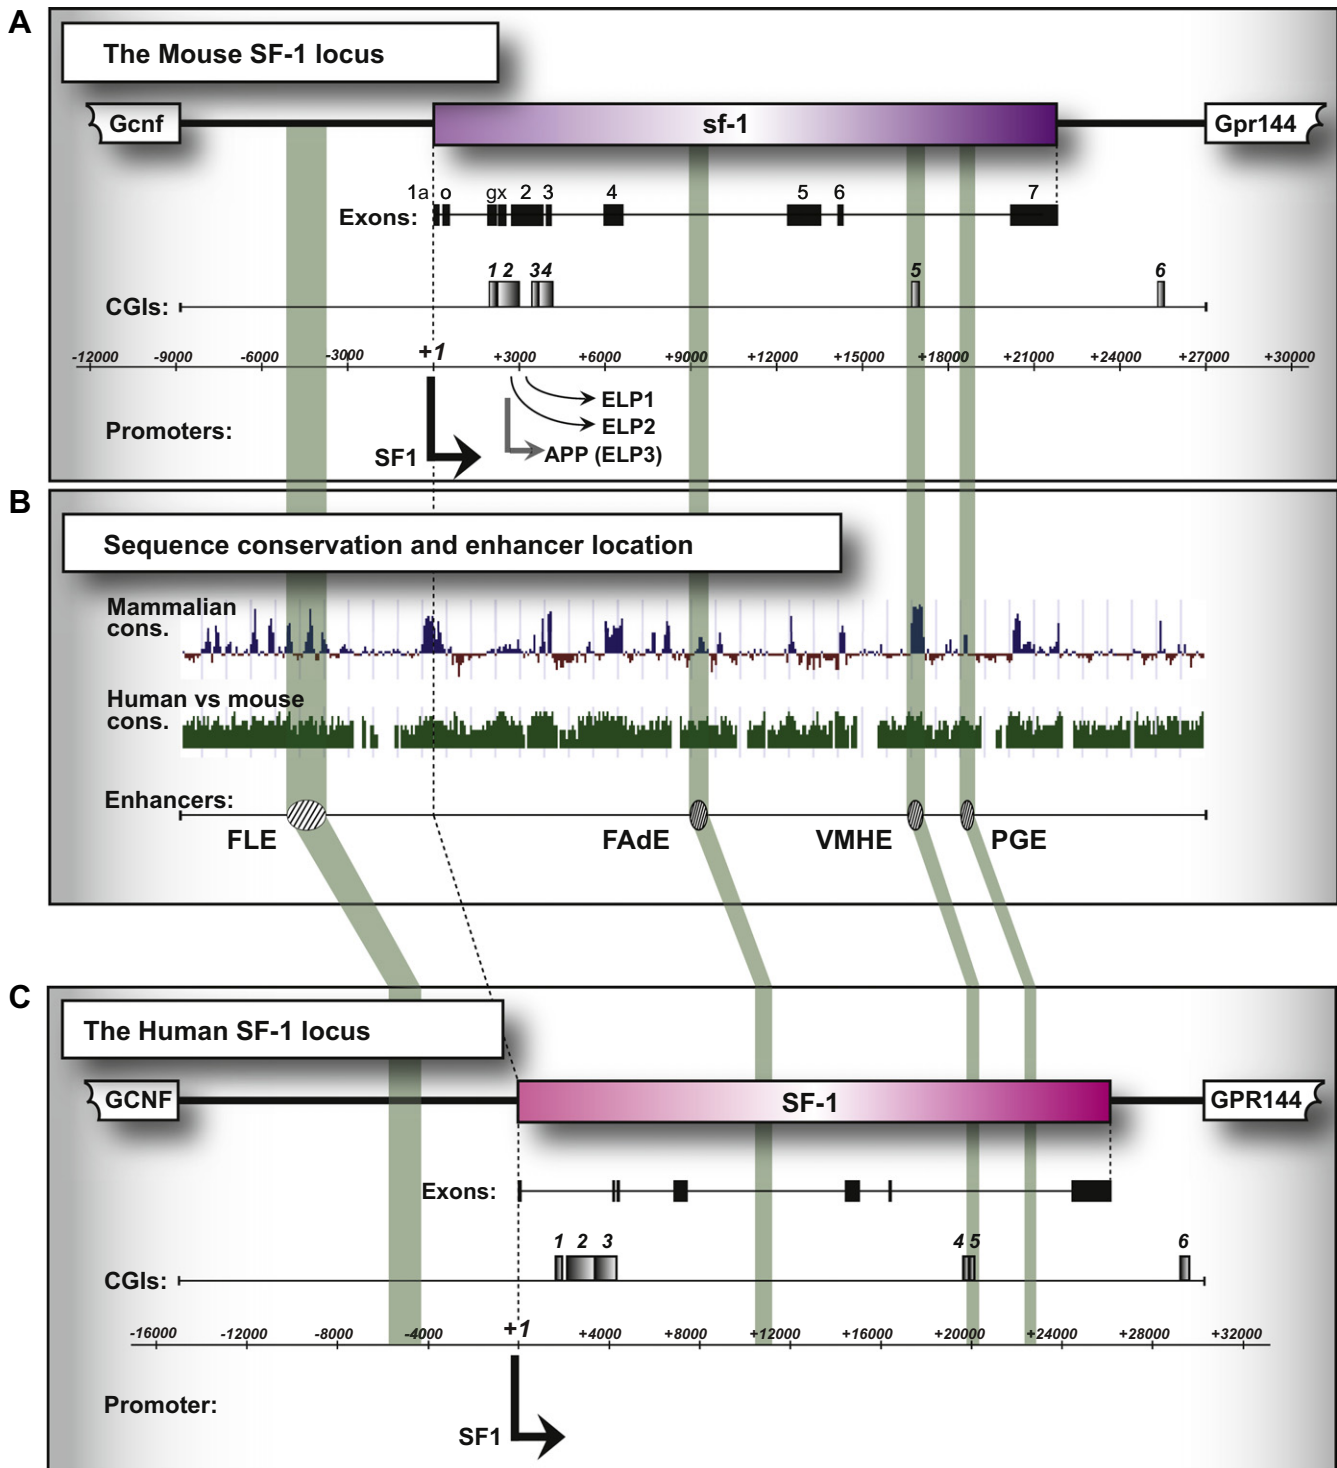 A
The Mouse SF-1 locus
Gcnf
sf-1
Gpr144
1a o gx 2 3 4 5 6 7
Exons:
1 2 3 4 5 6
CGIs:
-12000 -9000 -6000 -3000 +1 +3000 +6000 +9000 +12000 +15000 +18000 +21000 +24000 +27000 +30000
ELP1
ELP2
Promoters:
SF1
APP (ELP3)
B
Sequence conservation and enhancer location
Mammalian
cons.
Human vs mouse
cons.
Enhancers:
FLE FAdE VMHE PGE
C
The Human SF-1 locus
GCNF
SF-1
GPR144
Exons:
1 2 3 4 5 6
CGIs:
-16000 -12000 -8000 -4000 +1 +4000 +8000 +12000 +16000 +20000 +24000 +28000 +32000
Promoter:
SF1